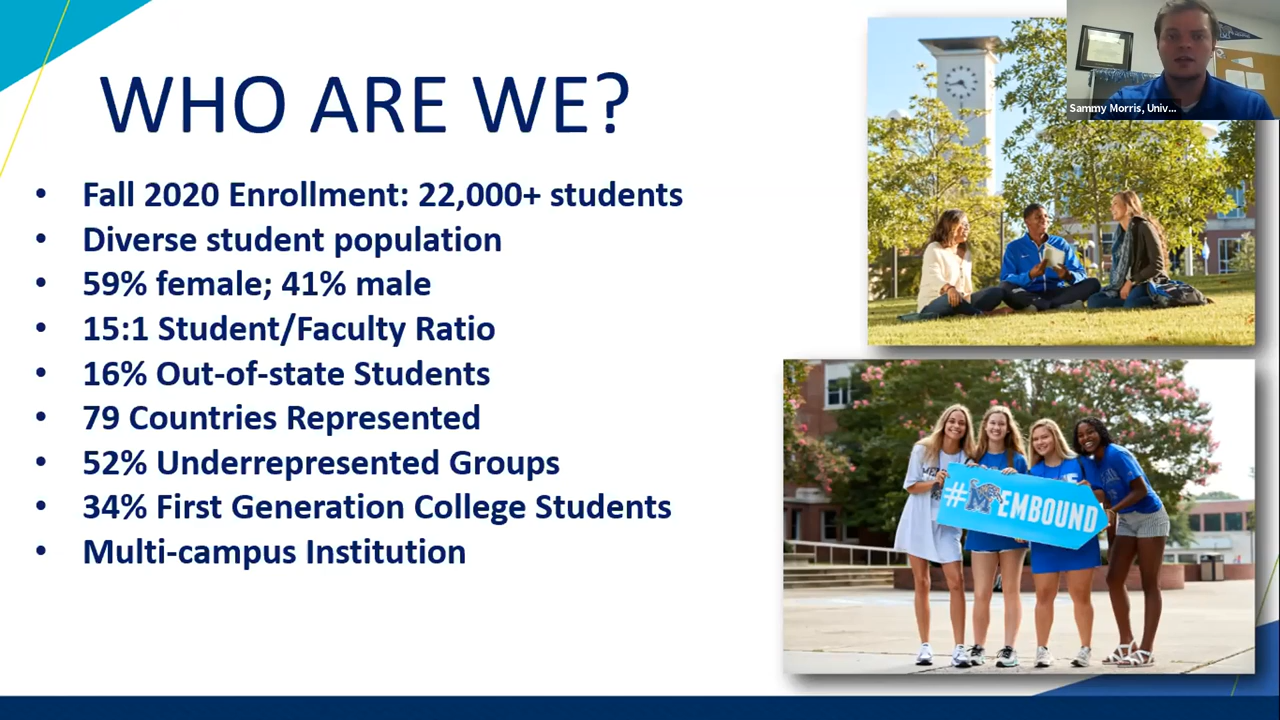 WHO ARE WE?
• Fall 2020 Enrollment: 22,000+ students
• Diverse student population
• 59% female; 41% male
• 15:1 Student/Faculty Ratio
• 16% Out-of-state Students
• 79 Countries Represented
• 52% Underrepresented Groups
• 34% First Generation College Students
• Multi-campus Institution
Sammy Morris, Univ...
#MEMBOUND